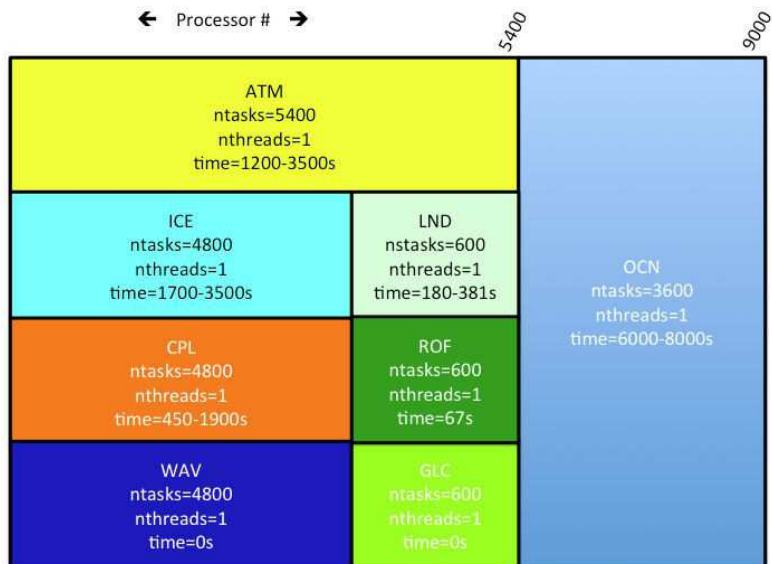 ← Processor # →
5400
9000
ATM
ntasks=5400
nthreads=1
time=1200-3500s
ICE
ntasks=4800
nthreads=1
time=1700-3500s
LND
nstasks=600
nthreads=1
time=180-381s
OCN
ntasks=3600
nthreads=1
time=6000-8000s
CPL
ntasks=4800
nthreads=1
time=450-1900s
ROF
ntasks=600
nthreads=1
time=67s
WAV
ntasks=4800
nthreads=1
time=0s
GLC
ntasks=600
nthreads=1
time=0s